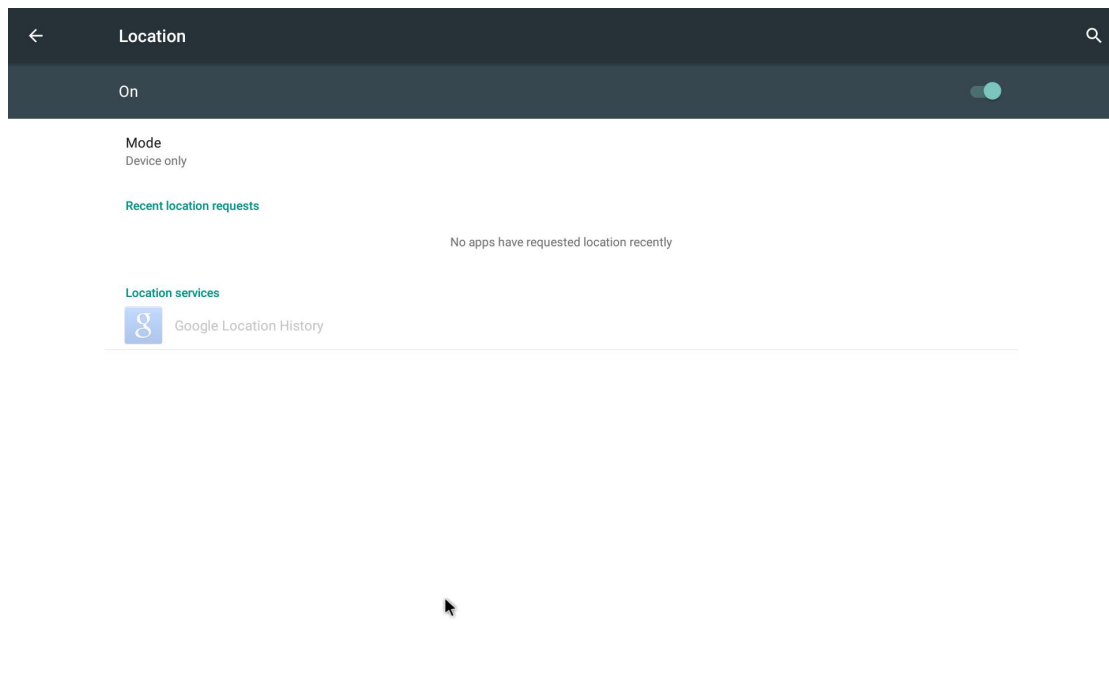 Location
On
Mode
Device only
Recent location requests
No apps have requested location recently
Location services
g
Google Location History